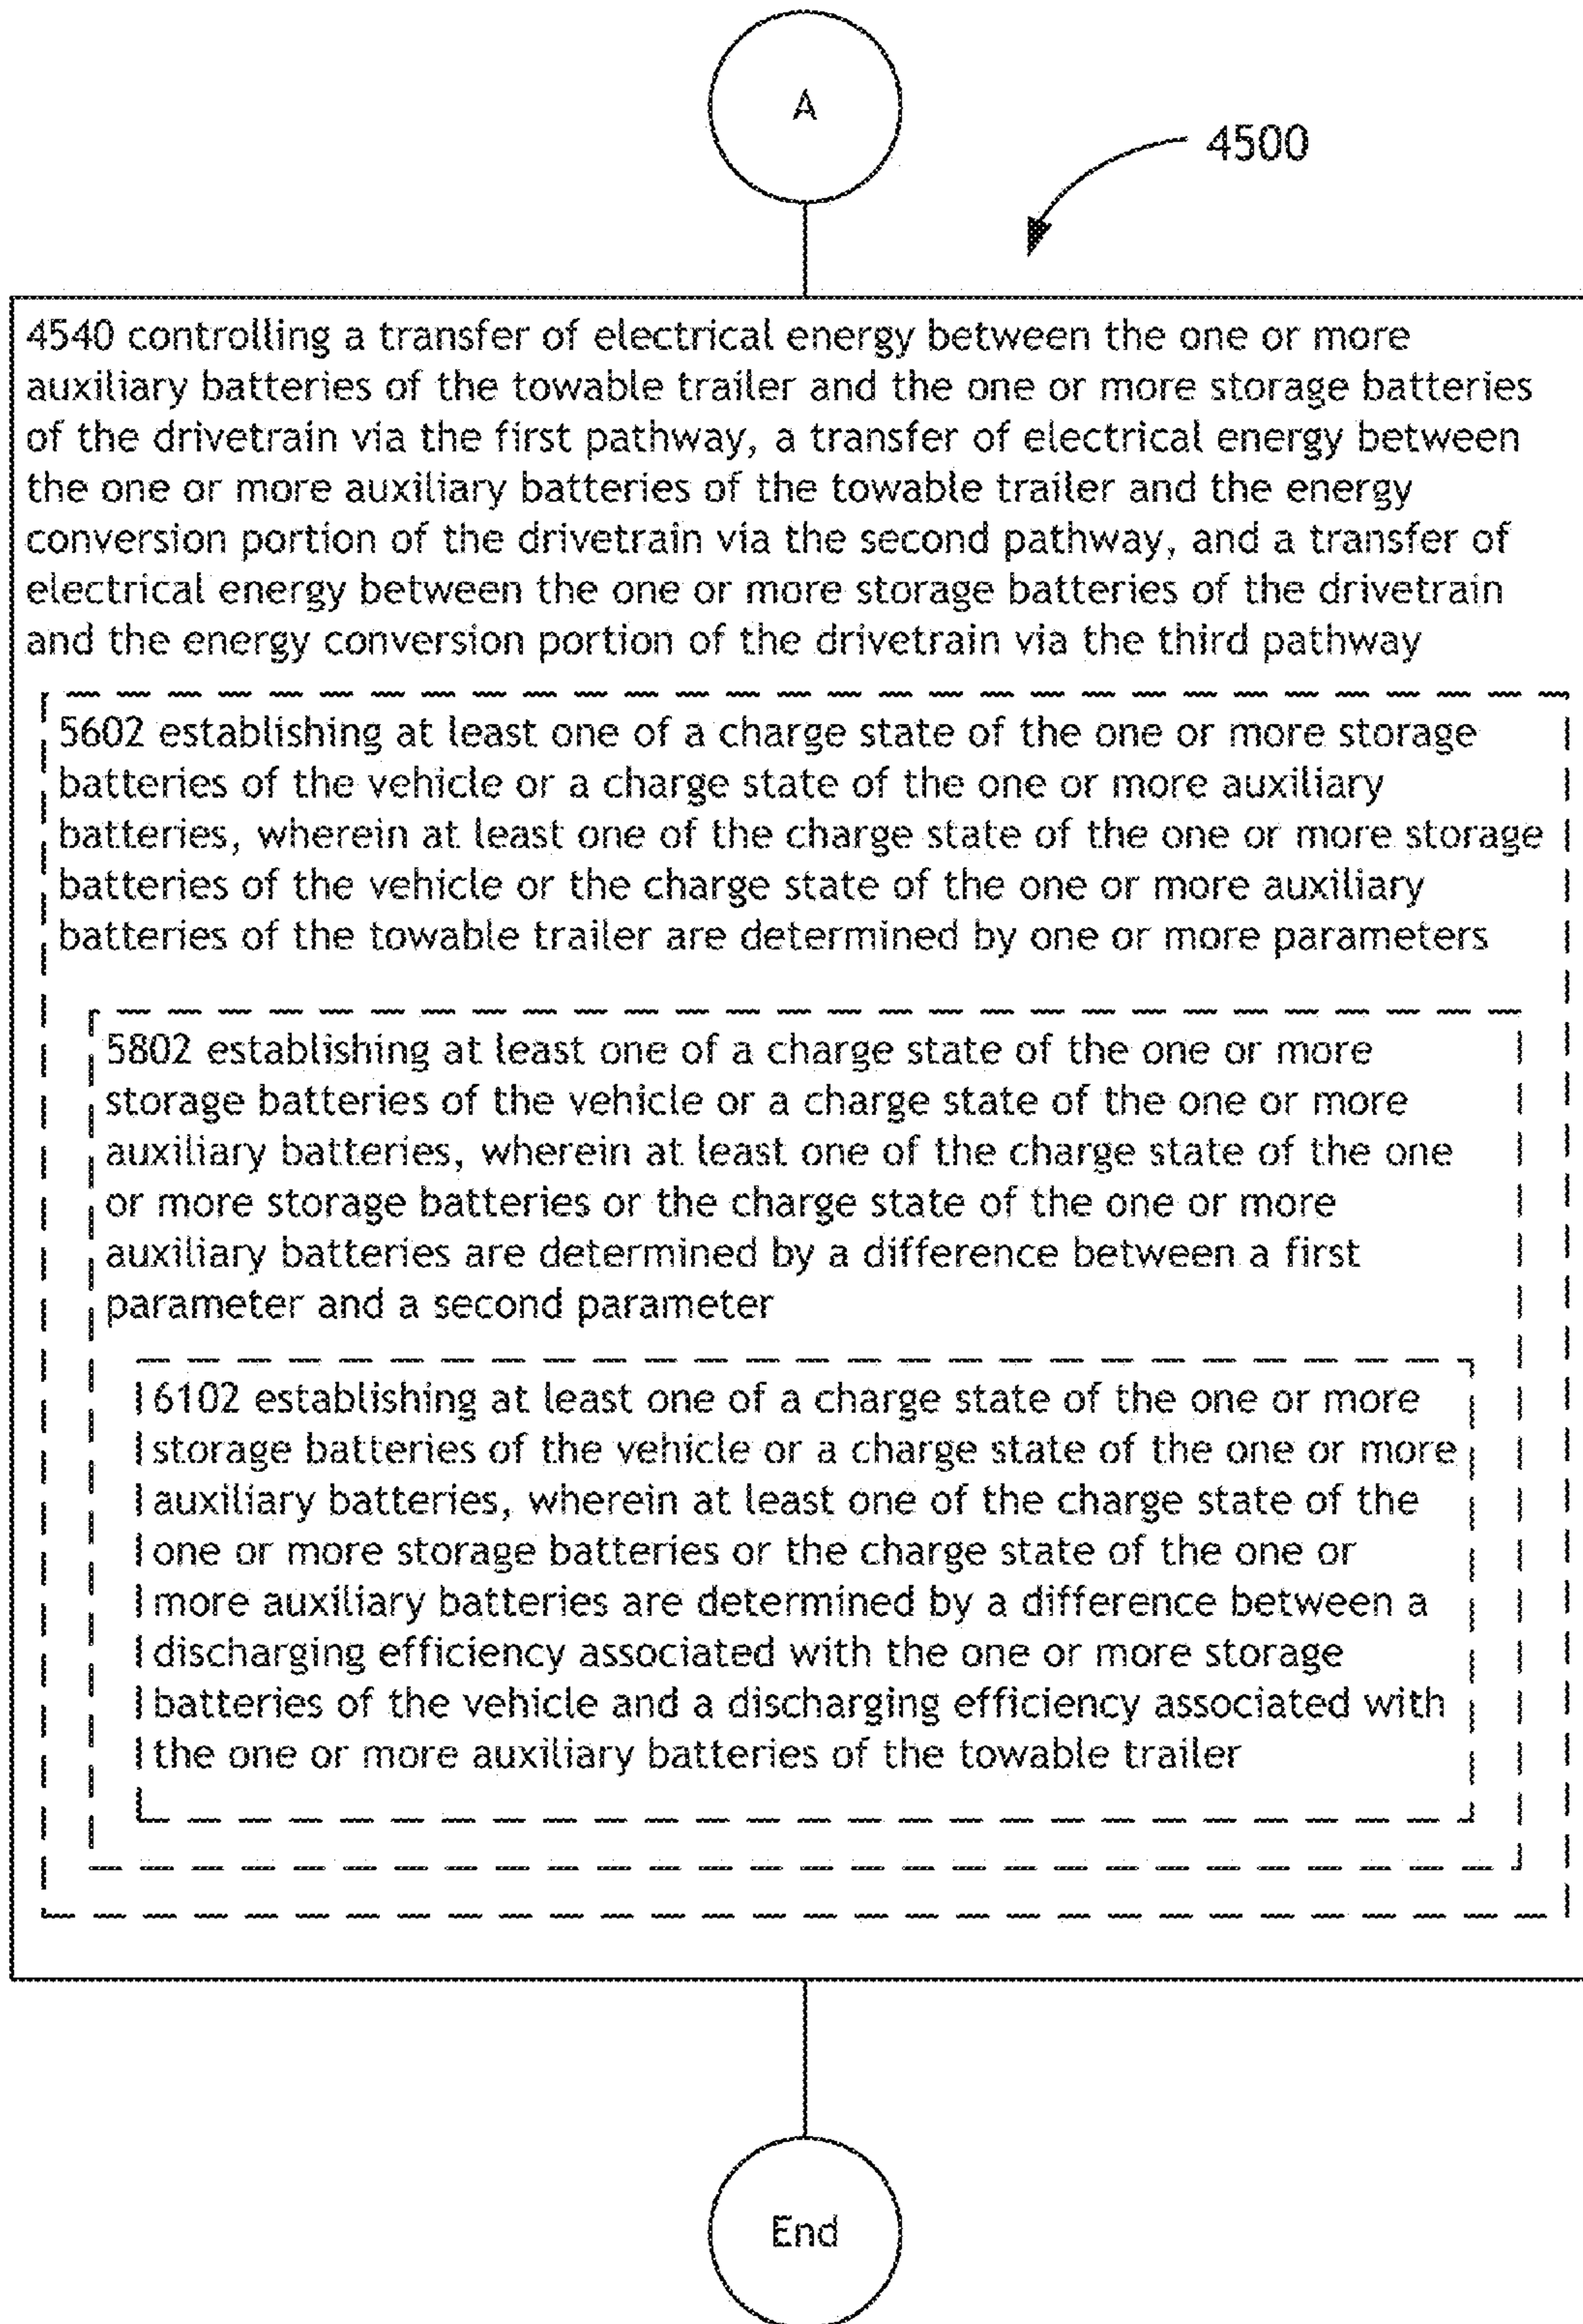 A
4500
4540 controlling a transfer of electrical energy between the one or more
auxiliary batteries of the towable trailer and the one or more storage batteries
of the drivetrain via the first pathway, a transfer of electrical energy between
the one or more auxiliary batteries of the towable trailer and the energy
conversion portion of the drivetrain via the second pathway, and a transfer of
electrical energy between the one or more storage batteries of the drivetrain
and the energy conversion portion of the drivetrain via the third pathway
5602 establishing at least one of a charge state of the one or more storage
batteries of the vehicle or a charge state of the one or more auxiliary
batteries, wherein at least one of the charge state of the one or more storage
batteries of the vehicle or the charge state of the one or more auxiliary
batteries of the towable trailer are determined by one or more parameters
5802 establishing at least one of a charge state of the one or more
storage batteries of the vehicle or a charge state of the one or more
auxiliary batteries, wherein at least one of the charge state of the one
or more storage batteries or the charge state of the one or more
auxiliary batteries are determined by a difference between a first
parameter and a second parameter
6102 establishing at least one of a charge state of the one or more
storage batteries of the vehicle or a charge state of the one or more
auxiliary batteries, wherein at least one of the charge state of the
one or more storage batteries or the charge state of the one or
more auxiliary batteries are determined by a difference between a
discharging efficiency associated with the one or more storage
batteries of the vehicle and a discharging efficiency associated with
the one or more auxiliary batteries of the towable trailer
End